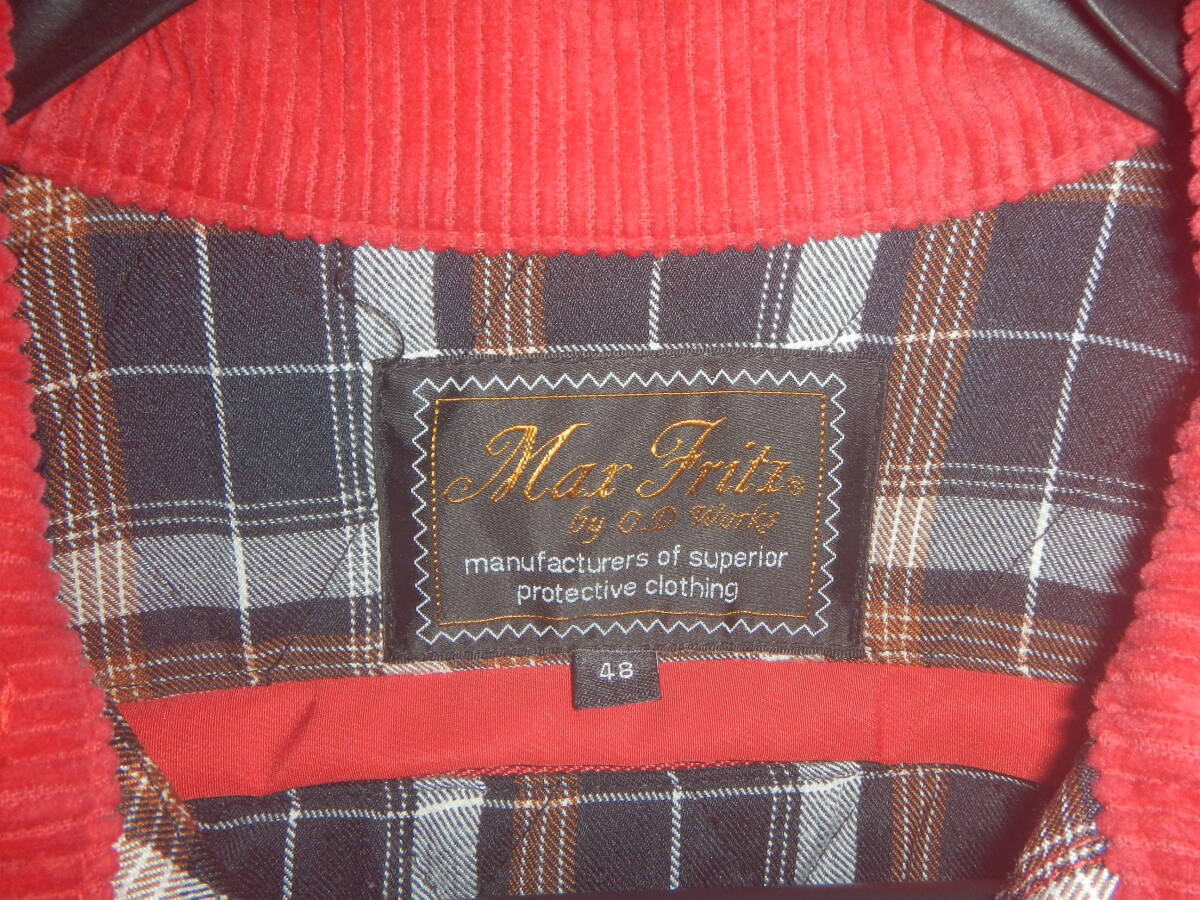 Max Fritz®
by O.D Works
manufacturers of superior
protective clothing
48